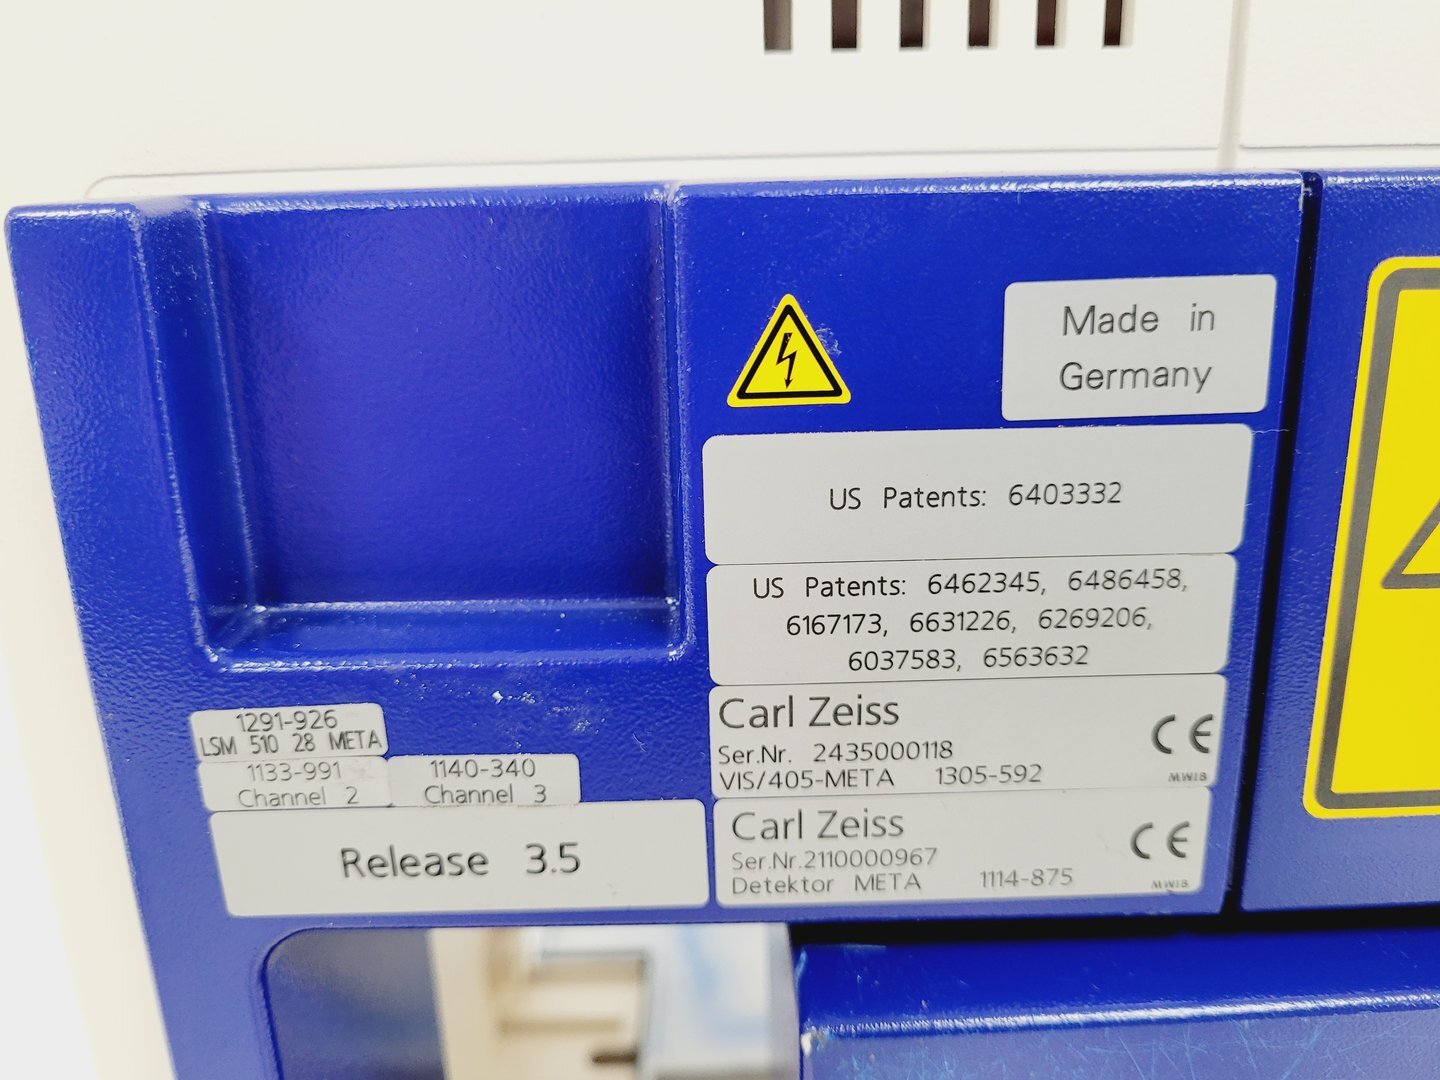 Made in
Germany
US Patents: 6403332
US Patents: 6462345, 6486458,
6167173, 6631226, 6269206,
6037583, 6563632
Carl Zeiss
Ser.Nr. 2435000118
VIS/405-META 1305-592
CE
MWIB
Carl Zeiss
Ser.Nr.2110000967
Detektor META 1114-875
CE
MWIB
1291-926
LSM 510 28 META
1133-991
Channel 2
1140-340
Channel 3
Release 3.5